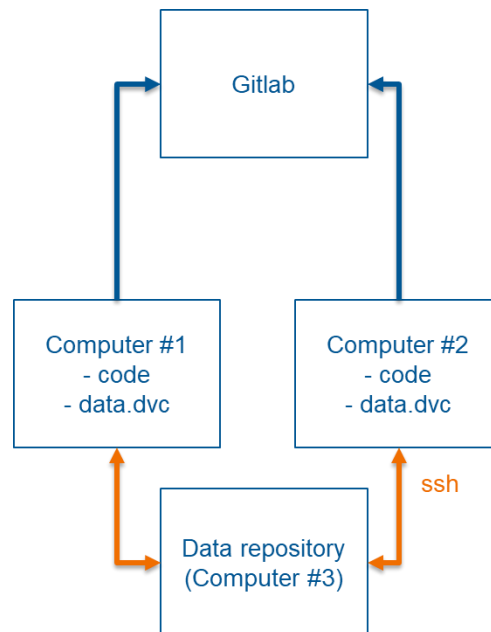 Gitlab
Computer #1
- code
- data.dvc
Computer #2
- code
- data.dvc
ssh
Data repository
(Computer #3)